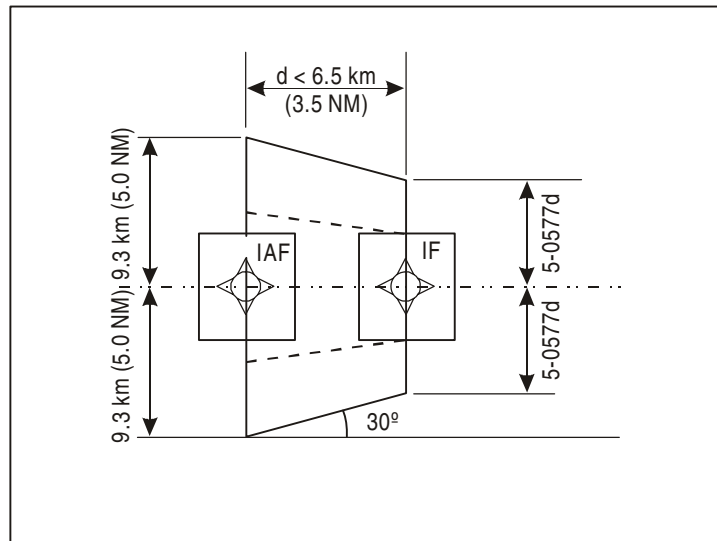 d < 6.5 km
(3.5 NM)
9.3 km (5.0 NM)
9.3 km (5.0 NM)
IAF
IF
5-0577d
5-0577d
30º